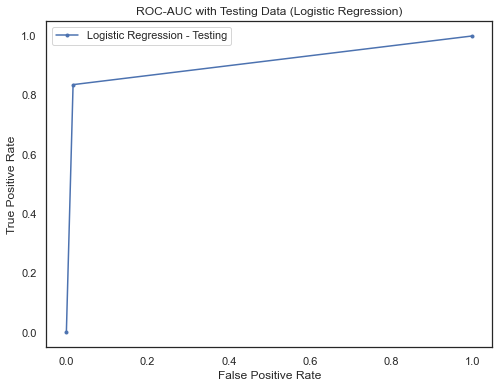 ROC-AUC with Testing Data (Logistic Regression)
Logistic Regression - Testing
1.0
0.8
0.6
0.4
0.2
0.0
True Positive Rate
0.0 0.2 0.4 0.6 0.8 1.0
False Positive Rate